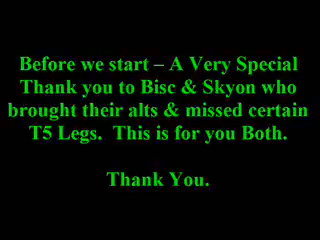 Before we start – A Very Special
Thank you to Bisc & Skyon who
brought their alts & missed certain
T5 Legs.  This is for you Both.
Thank You.